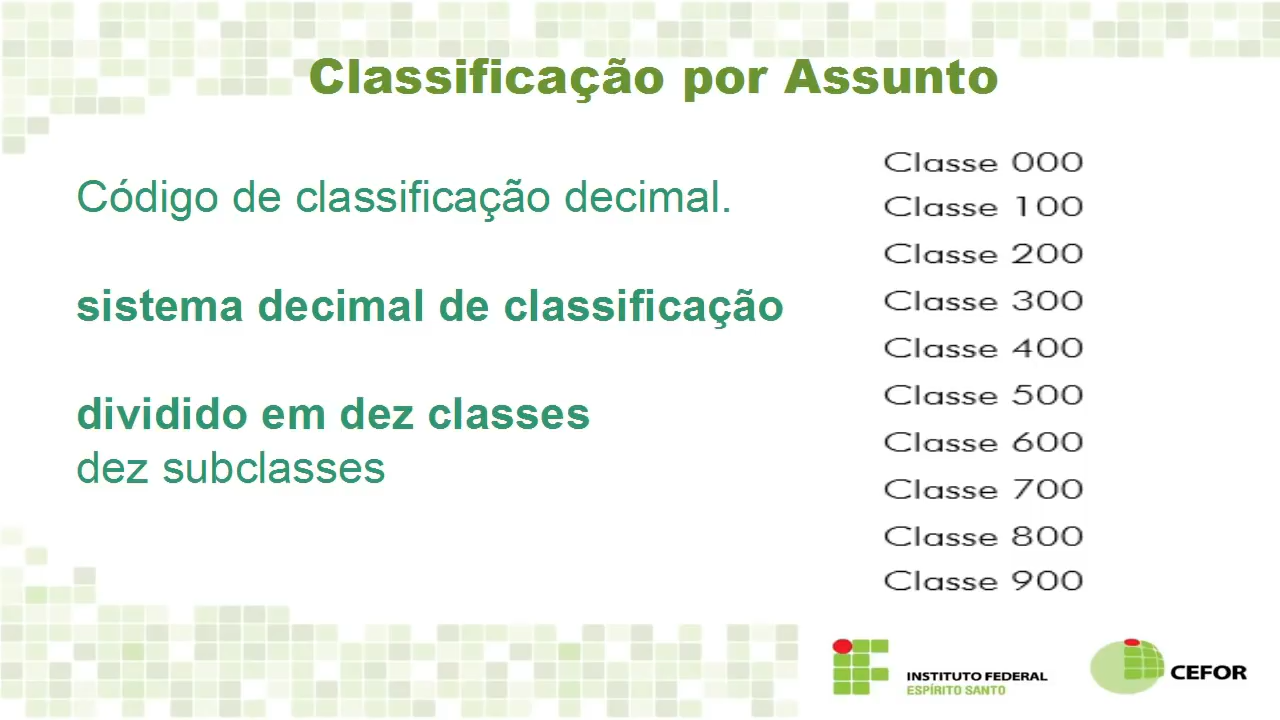 Classificação por Assunto
Código de classificação decimal.
sistema decimal de classificação
dividido em dez classes
dez subclasses
Classe 000
Classe 100
Classe 200
Classe 300
Classe 400
Classe 500
Classe 600
Classe 700
Classe 800
Classe 900
INSTITUTO FEDERAL
ESPÍRITO SANTO
CEFOR